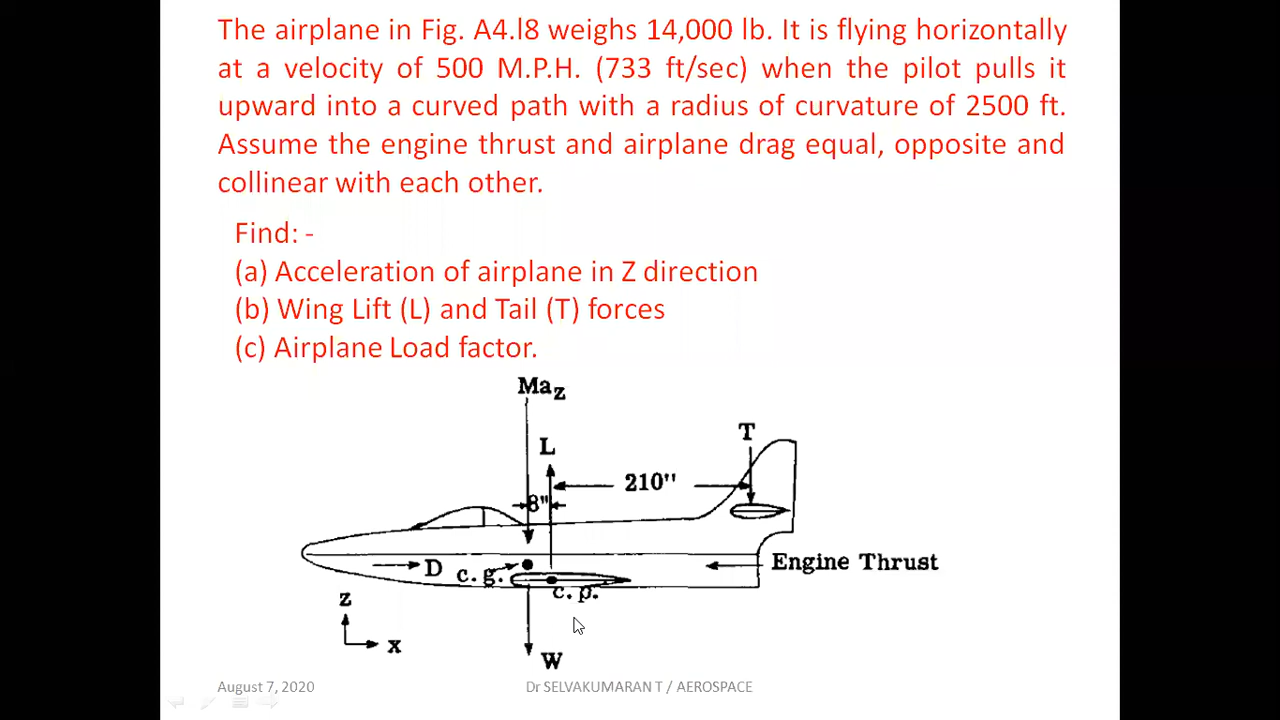 The airplane in Fig. A4.l8 weighs 14,000 lb. It is flying horizontally
at a velocity of 500 M.P.H. (733 ft/sec) when the pilot pulls it
upward into a curved path with a radius of curvature of 2500 ft.
Assume the engine thrust and airplane drag equal, opposite and
collinear with each other.
Find: -
(a) Acceleration of airplane in Z direction
(b) Wing Lift (L) and Tail (T) forces
(c) Airplane Load factor.
Maz
L
T
210"
8"
D
c.g.
Engine Thrust
c.p.
z
x
W
August 7, 2020
Dr SELVAKUMARAN T / AEROSPACE